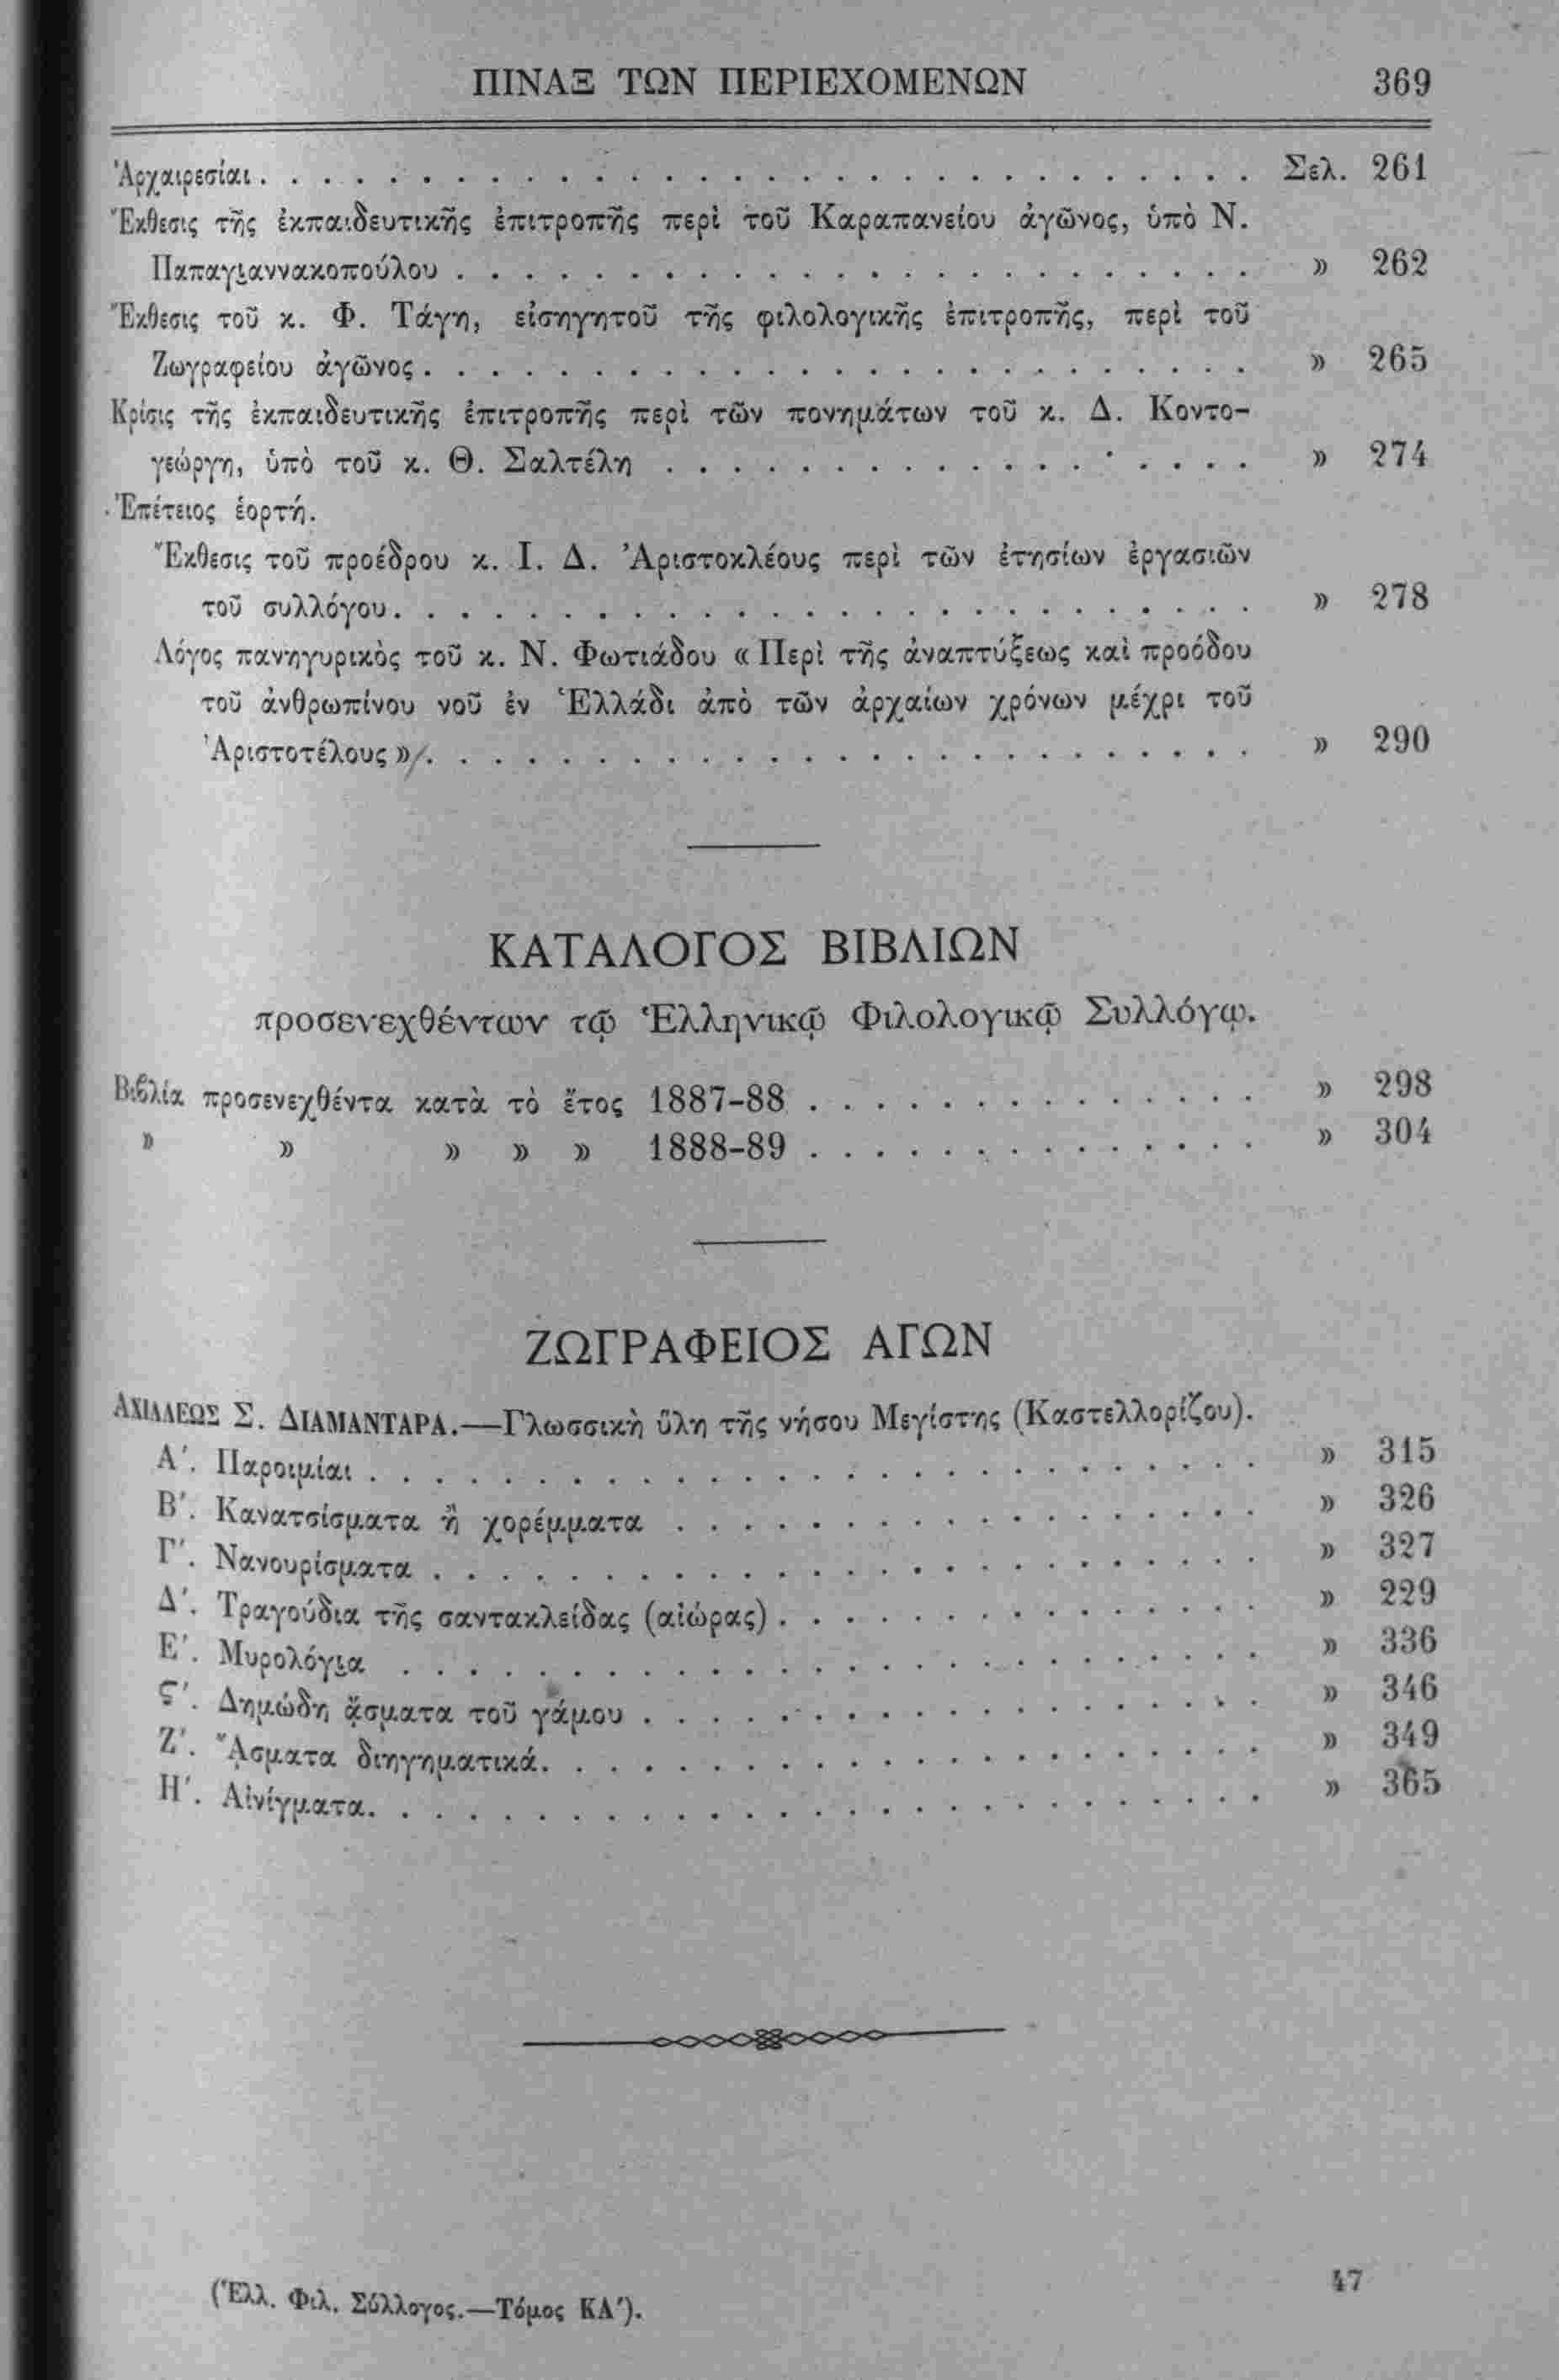 ΠΙΝΑΞ ΤΩΝ ΠΕΡΙΕΧΟΜΕΝΩΝ 369
Ἀρχαιρεσίαι . . . . . . . . . . . . . . . . . . . . . . . . . . . . . . Σελ. 261
Ἔκθεσις τῆς ἐκπαιδευτικῆς ἐπιτροπῆς περὶ τοῦ Καραπανείου ἀγῶνος, ὑπὸ Ν.
Παπαγιαννακοπούλου . . . . . . . . . . . . . . . . . . . . . . . . » 262
Ἔκθεσις τοῦ κ. Φ. Τάγη, εἰσηγητοῦ τῆς φιλολογικῆς ἐπιτροπῆς, περὶ τοῦ
Ζωγραφείου ἀγῶνος . . . . . . . . . . . . . . . . . . . . . . . . . » 265
Κρίσις τῆς ἐκπαιδευτικῆς ἐπιτροπῆς περὶ τῶν πονημάτων τοῦ κ. Δ. Κοντο-
γεώργη, ὑπὸ τοῦ κ. Θ. Σαλτέλη . . . . . . . . . . . . . . . . . . » 274
Ἐπέτειος ἑορτή.
Ἔκθεσις τοῦ προέδρου κ. Ι. Δ. Ἀριστοκλέους περὶ τῶν ἐτησίων ἐργασιῶν
τοῦ συλλόγου . . . . . . . . . . . . . . . . . . . . . . . . . . » 278
Λόγος πανηγυρικὸς τοῦ κ. Ν. Φωτιάδου «Περὶ τῆς ἀναπτύξεως καὶ προόδου
τοῦ ἀνθρωπίνου νοῦ ἐν Ἑλλάδι ἀπὸ τῶν ἀρχαίων χρόνων μέχρι τοῦ
Ἀριστοτέλους» . . . . . . . . . . . . . . . . . . . . . . . . . » 290
ΚΑΤΑΛΟΓΟΣ ΒΙΒΛΙΩΝ
προσενεχθέντων τῷ Ἑλληνικῷ Φιλολογικῷ Συλλόγῳ.
Βιβλία προσενεχθέντα κατὰ τὸ ἔτος 1887-88 . . . . . . . . . . . . . . » 298
» » » » » 1888-89 . . . . . . . . . . . . . . » 304
ΖΩΓΡΑΦΕΙΟΣ ΑΓΩΝ
ΑΧΙΛΛΕΩΣ Σ. ΔΙΑΜΑΝΤΑΡΑ.—Γλωσσικὴ ὕλη τῆς νήσου Μεγίστης (Καστελλορίζου).
Α΄. Παροιμίαι . . . . . . . . . . . . . . . . . . . . . . . . . . » 315
Β΄. Κανατσίσματα ἢ χορέμματα . . . . . . . . . . . . . . . . . . » 326
Γ΄. Νανουρίσματα . . . . . . . . . . . . . . . . . . . . . . . . . » 327
Δ΄. Τραγούδια τῆς σαντακλείδας (αἰώρας) . . . . . . . . . . . . . . . » 229
Ε΄. Μυρολόγια . . . . . . . . . . . . . . . . . . . . . . . . . . » 336
Ϛ΄. Δημώδη ᾄσματα τοῦ γάμου . . . . . . . . . . . . . . . . . . . » 346
Ζ΄. ᾌσματα διηγηματικά . . . . . . . . . . . . . . . . . . . . . . » 349
Η΄. Αἰνίγματα . . . . . . . . . . . . . . . . . . . . . . . . . . » 365
(Ἑλλ. Φιλ. Σύλλογος.—Τόμος ΚΑ΄). 47